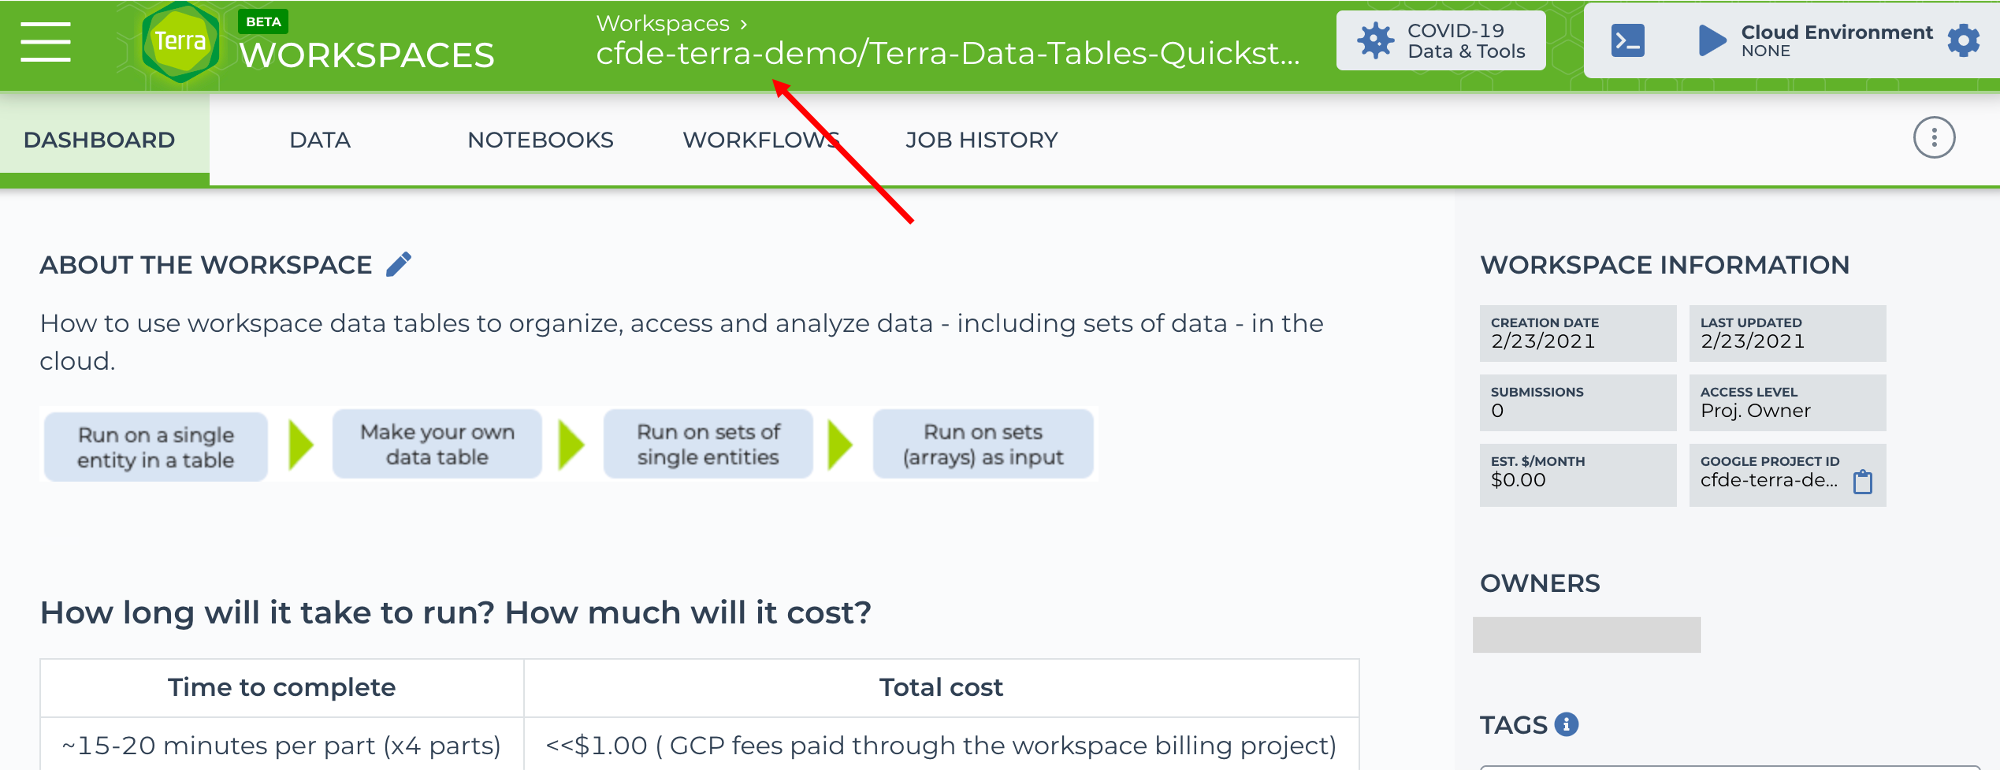 Terra
BETA
WORKSPACES
Workspaces ›
cfde-terra-demo/Terra-Data-Tables-Quickst...
COVID-19
Data & Tools
Cloud Environment
NONE
DASHBOARD
DATA
NOTEBOOKS
WORKFLOWS
JOB HISTORY
ABOUT THE WORKSPACE
How to use workspace data tables to organize, access and analyze data - including sets of data - in the
cloud.
Run on a single
entity in a table
Make your own
data table
Run on sets of
single entities
Run on sets
(arrays) as input
How long will it take to run? How much will it cost?
Time to complete
Total cost
~15-20 minutes per part (x4 parts)
<<$1.00 ( GCP fees paid through the workspace billing project)
WORKSPACE INFORMATION
CREATION DATE
2/23/2021
LAST UPDATED
2/23/2021
SUBMISSIONS
0
ACCESS LEVEL
Proj. Owner
EST. $/MONTH
$0.00
GOOGLE PROJECT ID
cfde-terra-de...
OWNERS
TAGS